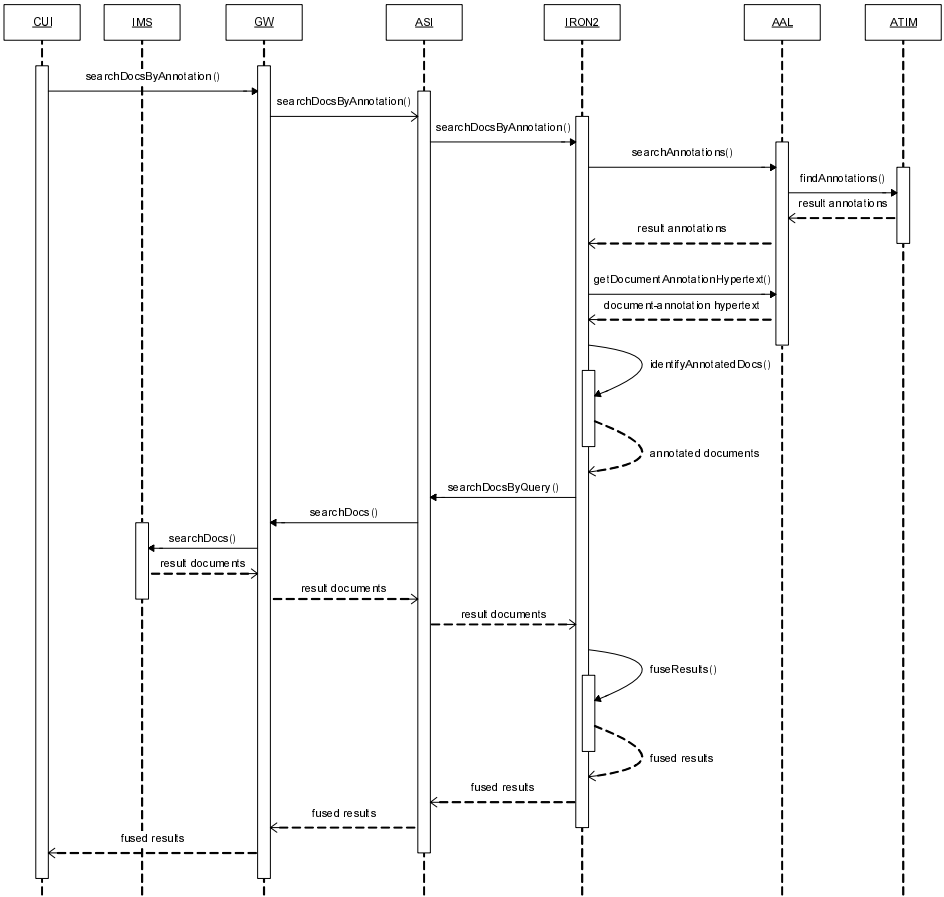 CUI
IMS
GW
ASI
IRON2
AAL
ATIM
searchDocsByAnnotation()
searchDocsByAnnotation()
searchDocsByAnnotation()
searchAnnotations()
findAnnotations()
result annotations
result annotations
getDocumentAnnotationHypertext()
document-annotation hypertext
identifyAnnotatedDocs()
annotated documents
searchDocsByQuery()
searchDocs()
searchDocs()
result documents
result documents
result documents
fuseResults()
fused results
fused results
fused results
fused results